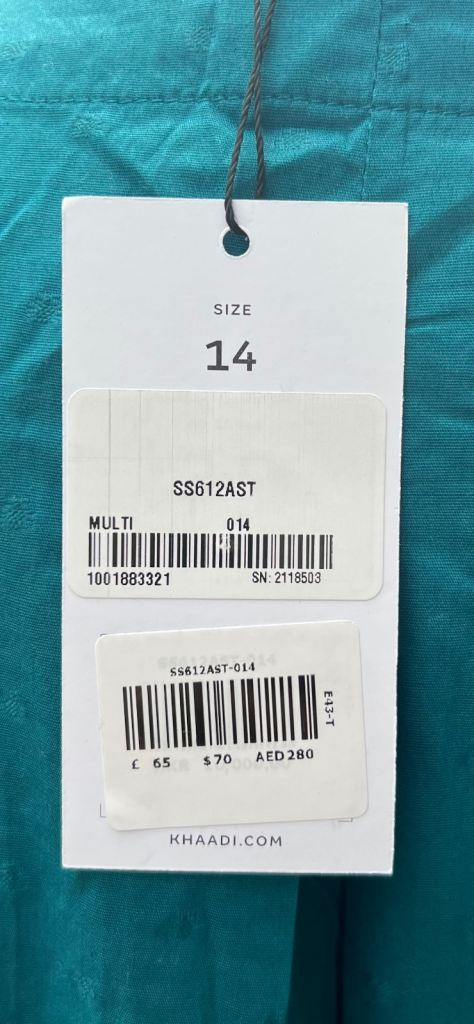 SIZE
14
SS612AST
MULTI 014
1001883321 SN: 2118503
SS612AST-014
E43-T
£ 65 $70 AED280
KHAADI.COM